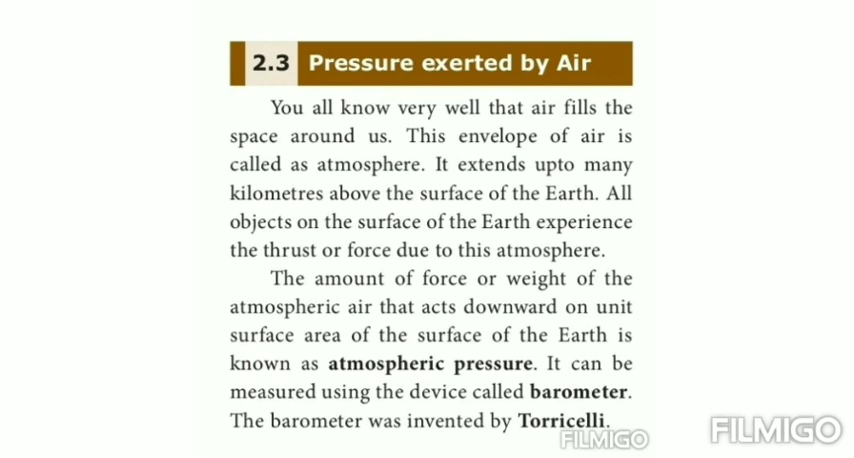 2.3 Pressure exerted by Air
You all know very well that air fills the
space around us. This envelope of air is
called as atmosphere. It extends upto many
kilometres above the surface of the Earth. All
objects on the surface of the Earth experience
the thrust or force due to this atmosphere.
The amount of force or weight of the
atmospheric air that acts downward on unit
surface area of the surface of the Earth is
known as atmospheric pressure. It can be
measured using the device called barometer.
The barometer was invented by Torricelli.
FILMIGO
FILMIGO